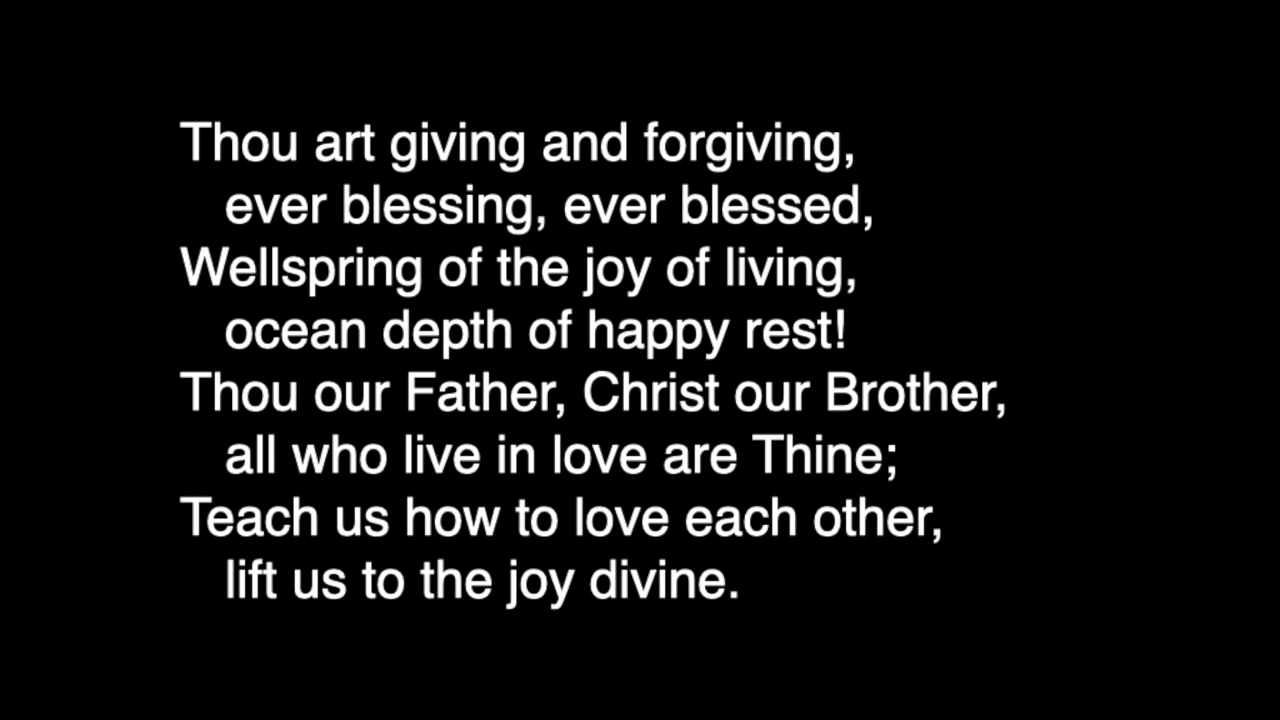 Thou art giving and forgiving,
ever blessing, ever blessed,
Wellspring of the joy of living,
ocean depth of happy rest!
Thou our Father, Christ our Brother,
all who live in love are Thine;
Teach us how to love each other,
lift us to the joy divine.